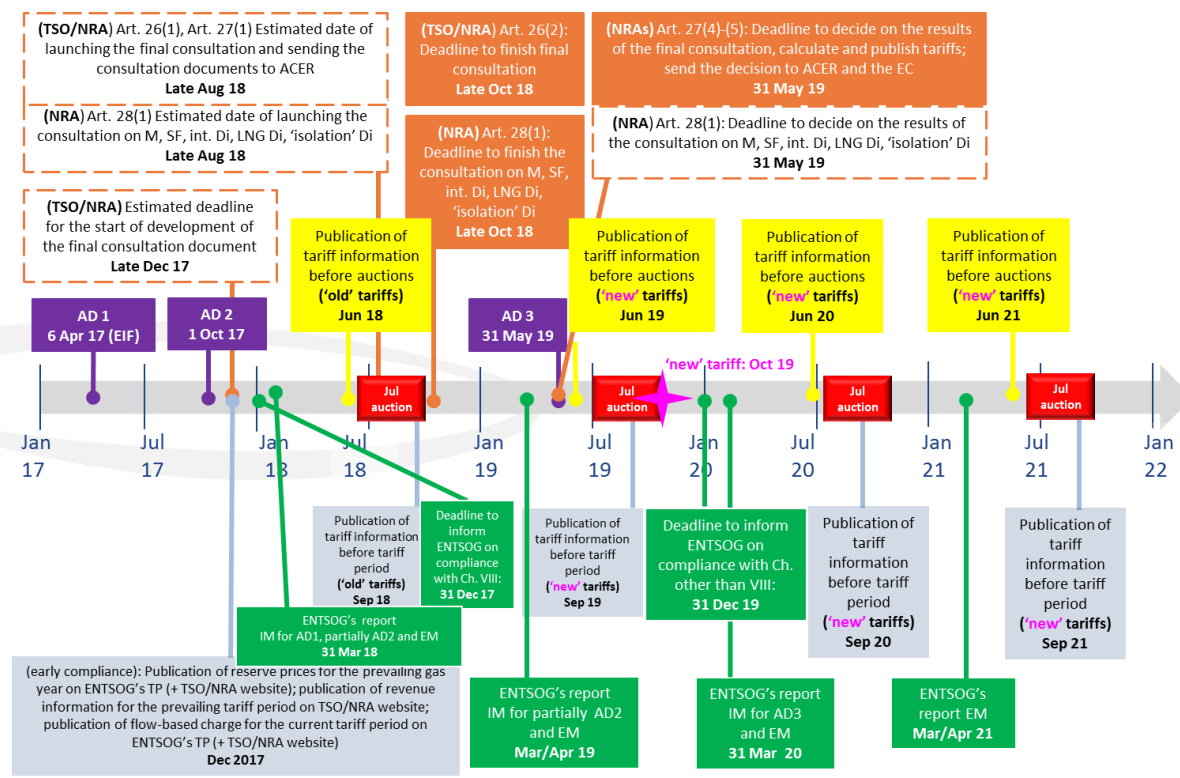 (TSO/NRA) Art. 26(1), Art. 27(1) Estimated date of
launching the final consultation and sending the
consultation documents to ACER
Late Aug 18
(NRA) Art. 28(1) Estimated date of launching the
consultation on M, SF, int. Di, LNG Di, ‘isolation’ Di
Late Aug 18
(TSO/NRA) Estimated deadline
for the start of development of
the final consultation document
Late Dec 17
(TSO/NRA) Art. 26(2):
Deadline to finish final
consultation
Late Oct 18
(NRA) Art. 28(1):
Deadline to finish the
consultation on M, SF,
int. Di, LNG Di,
‘isolation’ Di
Late Oct 18
(NRAs) Art. 27(4)-(5): Deadline to decide on the results
of the final consultation, calculate and publish tariffs;
send the decision to ACER and the EC
31 May 19
(NRA) Art. 28(1): Deadline to decide on the results of
the consultation on M, SF, int. Di, LNG Di, ‘isolation’ Di
31 May 19
AD 1
6 Apr 17 (EIF)
AD 2
1 Oct 17
Publication of
tariff information
before auctions
(‘old’ tariffs)
Jun 18
AD 3
31 May 19
Publication of
tariff information
before auctions
(‘new’ tariffs)
Jun 19
Publication of
tariff information
before auctions
(‘new’ tariffs)
Jun 20
Publication of
tariff information
before auctions
(‘new’ tariffs)
Jun 21
‘new’ tariff: Oct 19
Jul
auction
Jul
auction
Jul
auction
Jul
auction
Jan
17
Jul
17
Jan
18
Jul
18
Jan
19
Jul
19
Jan
20
Jul
20
Jan
21
Jul
21
Jan
22
Publication of
tariff information
before tariff
period
(‘old’ tariffs)
Sep 18
Deadline to
inform
ENTSOG on
compliance
with Ch. VIII:
31 Dec 17
Publication of
tariff information
before tariff
period
(‘new’ tariffs)
Sep 19
Deadline to inform
ENTSOG on
compliance with Ch.
other than VIII:
31 Dec 19
Publication of
tariff
information
before tariff
period
(‘new’ tariffs)
Sep 20
Publication of
tariff
information
before tariff
period
(‘new’ tariffs)
Sep 21
ENTSOG’s report
IM for AD1, partially AD2 and EM
31 Mar 18
(early compliance): Publication of reserve prices for the prevailing gas
year on ENTSOG’s TP (+ TSO/NRA website); publication of revenue
information for the prevailing tariff period on TSO/NRA website;
publication of flow-based charge for the current tariff period on
ENTSOG’s TP (+ TSO/NRA website)
Dec 2017
ENTSOG’s report
IM for partially AD2
and EM
Mar/Apr 19
ENTSOG’s report
IM for AD3
and EM
31 Mar 20
ENTSOG’s
report EM
Mar/Apr 21